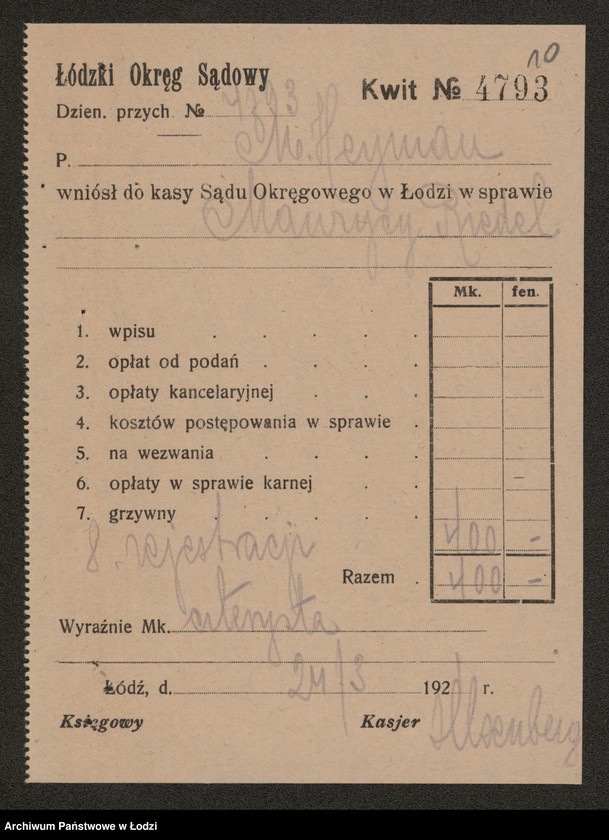 10
Łódzki Okręg Sądowy
Kwit № 4793
Dzien. przych. № 4793
P. M. Heyman
wniósł do kasy Sądu Okręgowego w Łodzi w sprawie
Maurycy Riedel
Mk. fen.
1. wpisu . . . . .
2. opłat od podań . . . .
3. opłaty kancelaryjnej . . .
4. kosztów postępowania w sprawie .
5. na wezwania . . . .
6. opłaty w sprawie karnej . .
7. grzywny . . . . .
8. rejestracji 400 -
Razem . 400 -
Wyraźnie Mk. czterysta
Łódź, d. 24/3 192 r.
Księgowy Kasjer
Archiwum Państwowe w Łodzi